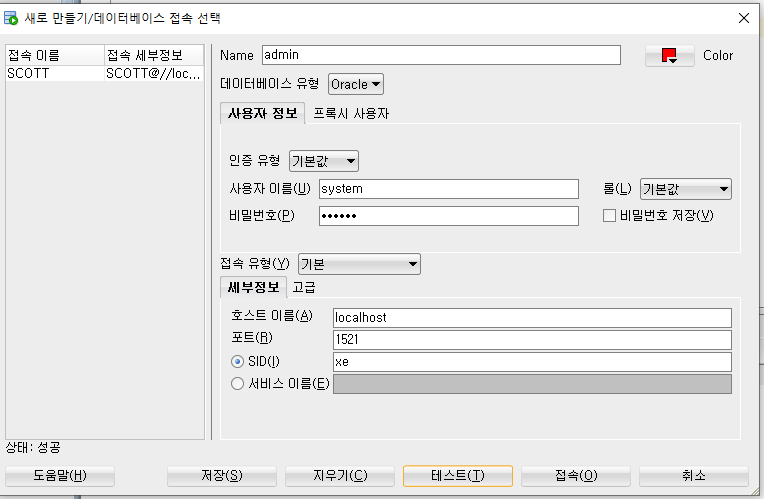 새로 만들기/데이터베이스 접속 선택
접속 이름 접속 세부정보
SCOTT SCOTT@//loc...
Name admin Color
데이터베이스 유형 Oracle
사용자 정보 프록시 사용자
인증 유형 기본값
사용자 이름(U) system 롤(L) 기본값
비밀번호(P) •••••• 비밀번호 저장(V)
접속 유형(Y) 기본
세부정보 고급
호스트 이름(A) localhost
포트(R) 1521
SID(I) xe
서비스 이름(E)
상태: 성공
도움말(H) 저장(S) 지우기(C) 테스트(T) 접속(O) 취소